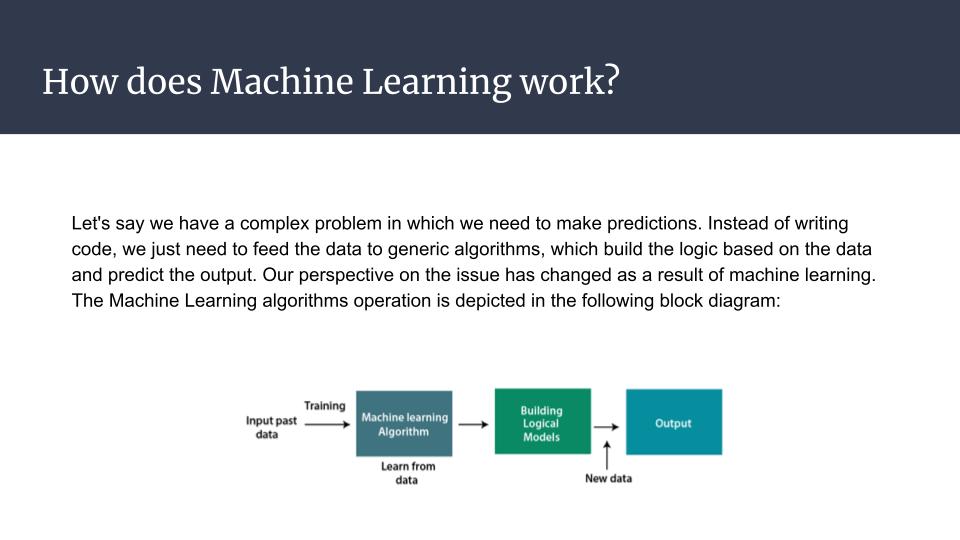 How does Machine Learning work?
Let's say we have a complex problem in which we need to make predictions. Instead of writing
code, we just need to feed the data to generic algorithms, which build the logic based on the data
and predict the output. Our perspective on the issue has changed as a result of machine learning.
The Machine Learning algorithms operation is depicted in the following block diagram:
Input past
data
Training
Machine learning
Algorithm
Learn from
data
Building
Logical
Models
New data
Output